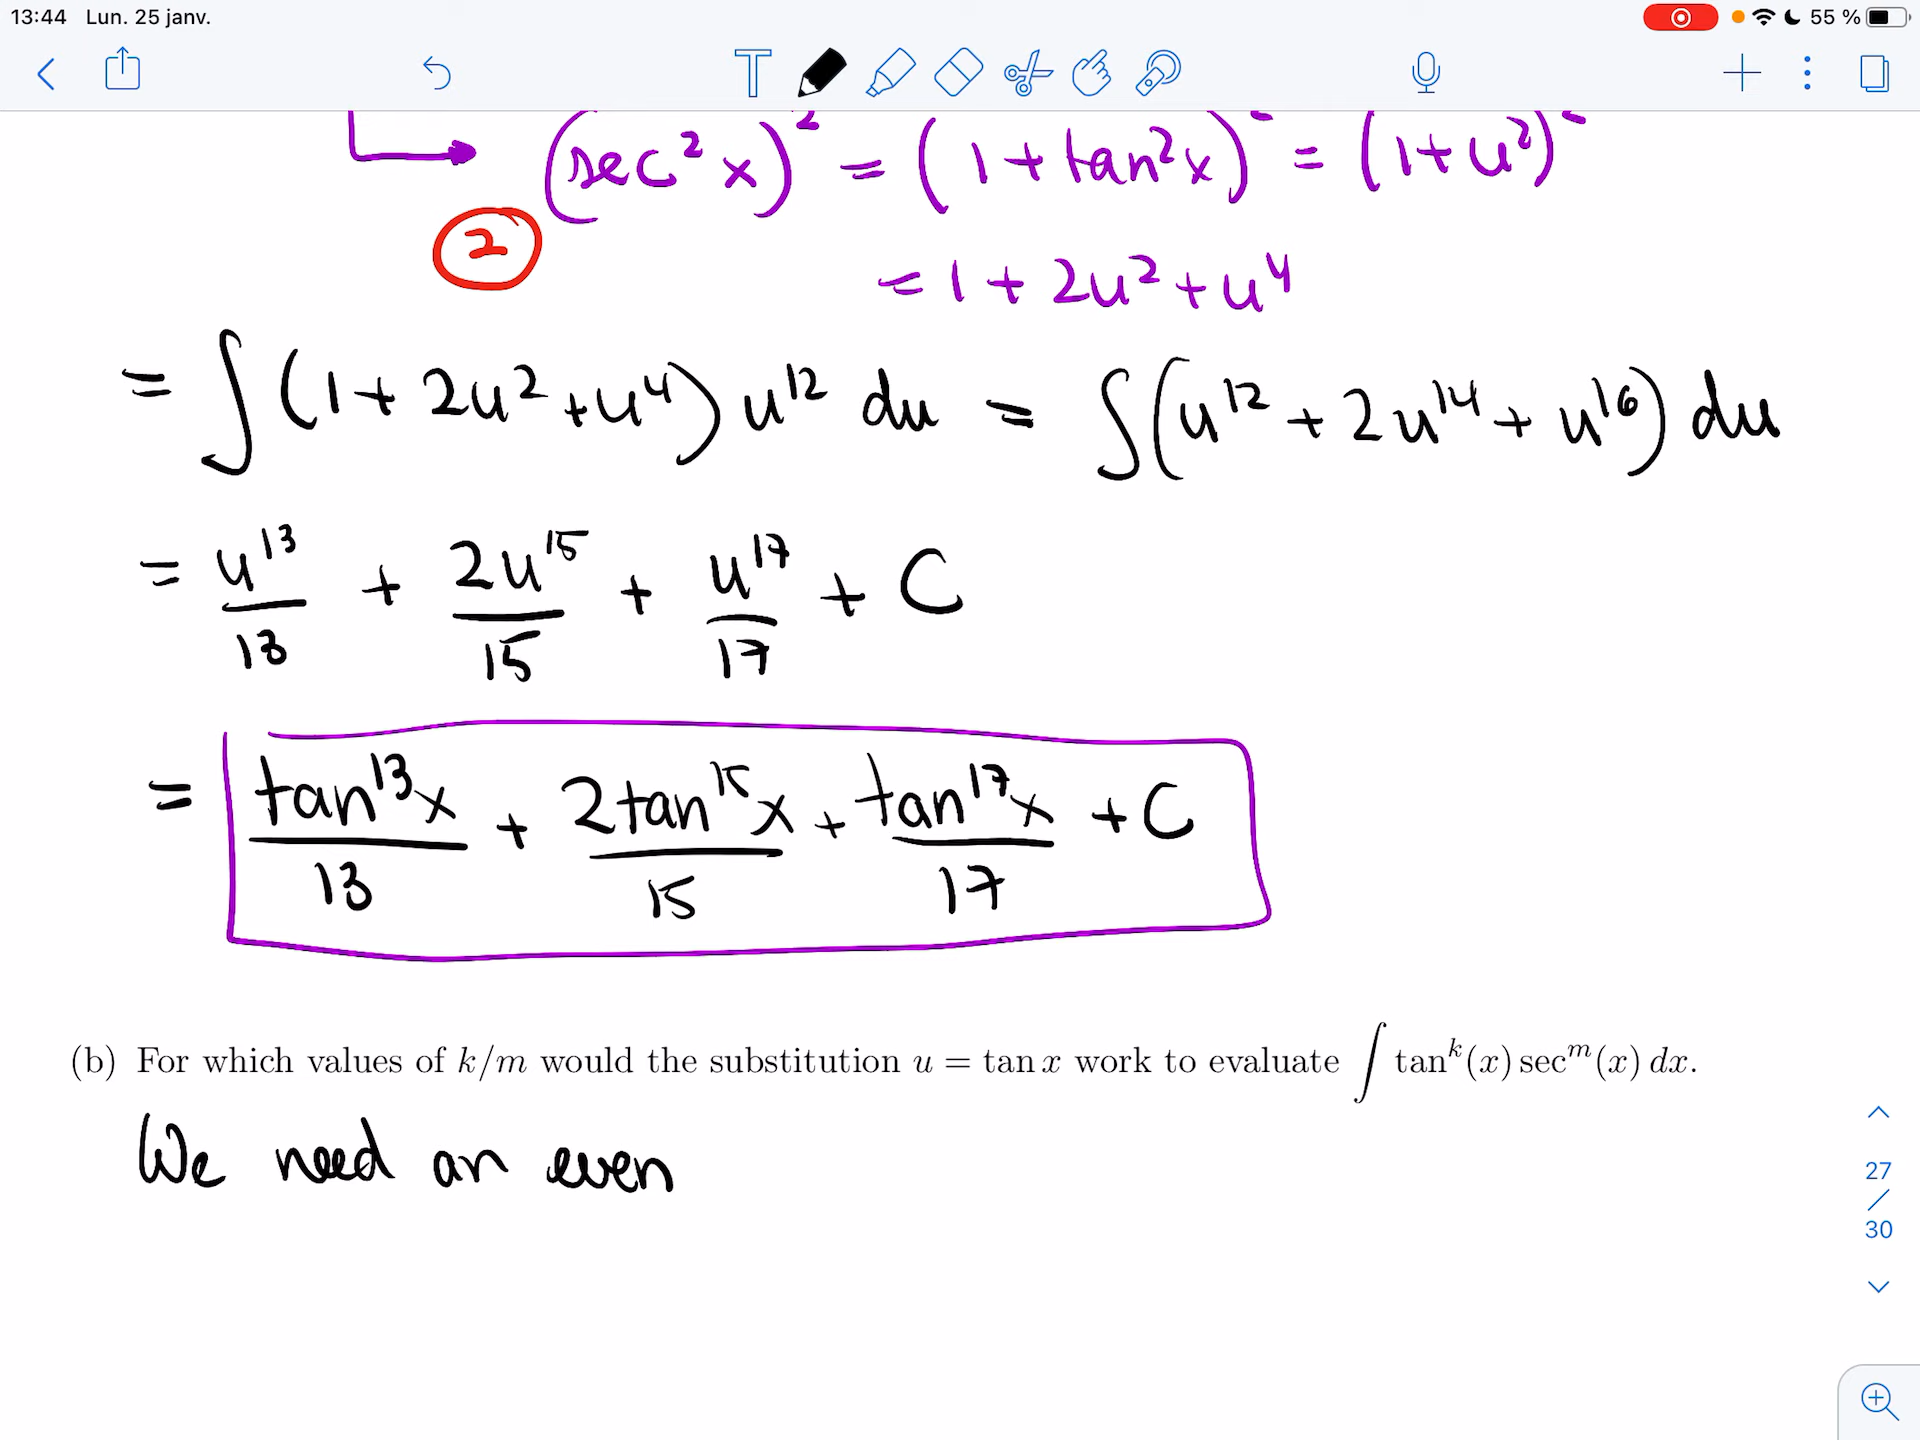 13:44 Lun. 25 janv. 55 %
(sec² x)² = (1 + tan² x)² = (1 + u²)²
2
= 1 + 2u² + u⁴
= ∫ (1 + 2u² + u⁴) u¹² du = ∫ (u¹² + 2u¹⁴ + u¹⁶) du
= u¹³/13 + 2u¹⁵/15 + u¹⁷/17 + C
= tan¹³x/13 + 2tan¹⁵x/15 + tan¹⁷x/17 + C
(b) For which values of k/m would the substitution u = tan x work to evaluate ∫ tanᵏ(x) secᵐ(x) dx.
We need an even
27
/
30